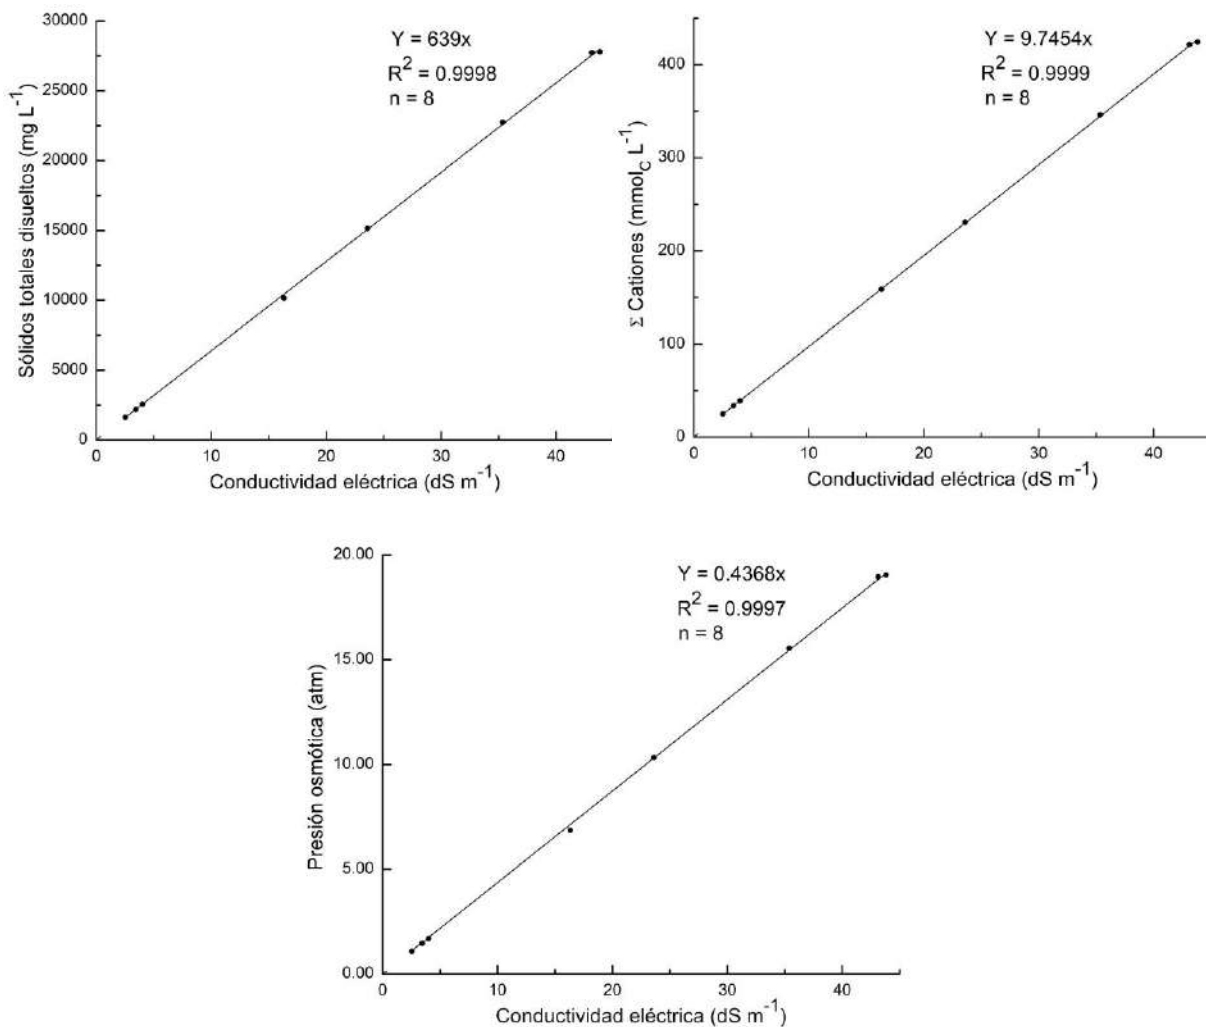 30000
25000
20000
15000
10000
5000
0
Sólidos totales disueltos (mg L⁻¹)
Y = 639x
R² = 0.9998
n = 8
0 10 20 30 40
Conductividad eléctrica (dS m⁻¹)
400
300
200
100
0
Σ Cationes (mmol_C L⁻¹)
Y = 9.7454x
R² = 0.9999
n = 8
0 10 20 30 40
Conductividad eléctrica (dS m⁻¹)
20.00
15.00
10.00
5.00
0.00
Presión osmótica (atm)
Y = 0.4368x
R² = 0.9997
n = 8
0 10 20 30 40
Conductividad eléctrica (dS m⁻¹)